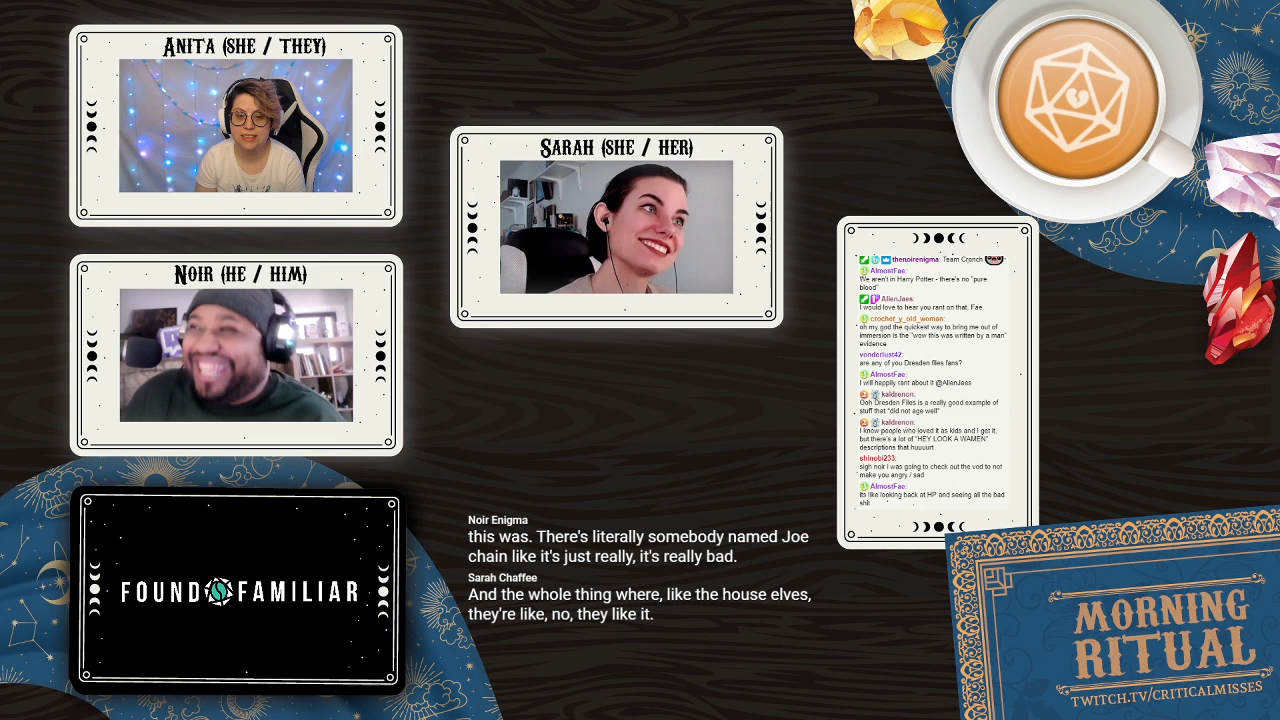 ANITA (SHE / THEY)
SARAH (SHE / HER)
NOIR (HE / HIM)
thenoirenigma: Team Cronch
AlmostFae:
We aren't in Harry Potter - there's no "pure
blood"
AlienJaes:
I would love to hear you rant on that, Fae.
crochet_y_old_woman:
oh my god the quickest way to bring me out of
immersion is the "wow this was written by a man"
evidence
vonderlust42:
are any of you Dresden files fans?
AlmostFae:
I will happily rant about it @AlienJaes
kaldronon:
Ooh Dresden Files is a really good example of
stuff that "did not age well"
kaldronon:
I know people who loved it as kids and I get it,
but there's a lot of "HEY LOOK A WAMEN"
descriptions that huuuurt
shinobi233:
sigh noir i was going to check out the vod to not
make you angry / sad
AlmostFae:
Its like looking back at HP and seeing all the bad
shit
FOUND FAMILIAR
Noir Enigma
this was. There's literally somebody named Joe
chain like it's just really, it's really bad.
Sarah Chaffee
And the whole thing where, like the house elves,
they're like, no, they like it.
MORNING
RITUAL
TWITCH.TV/CRITICALMISSES